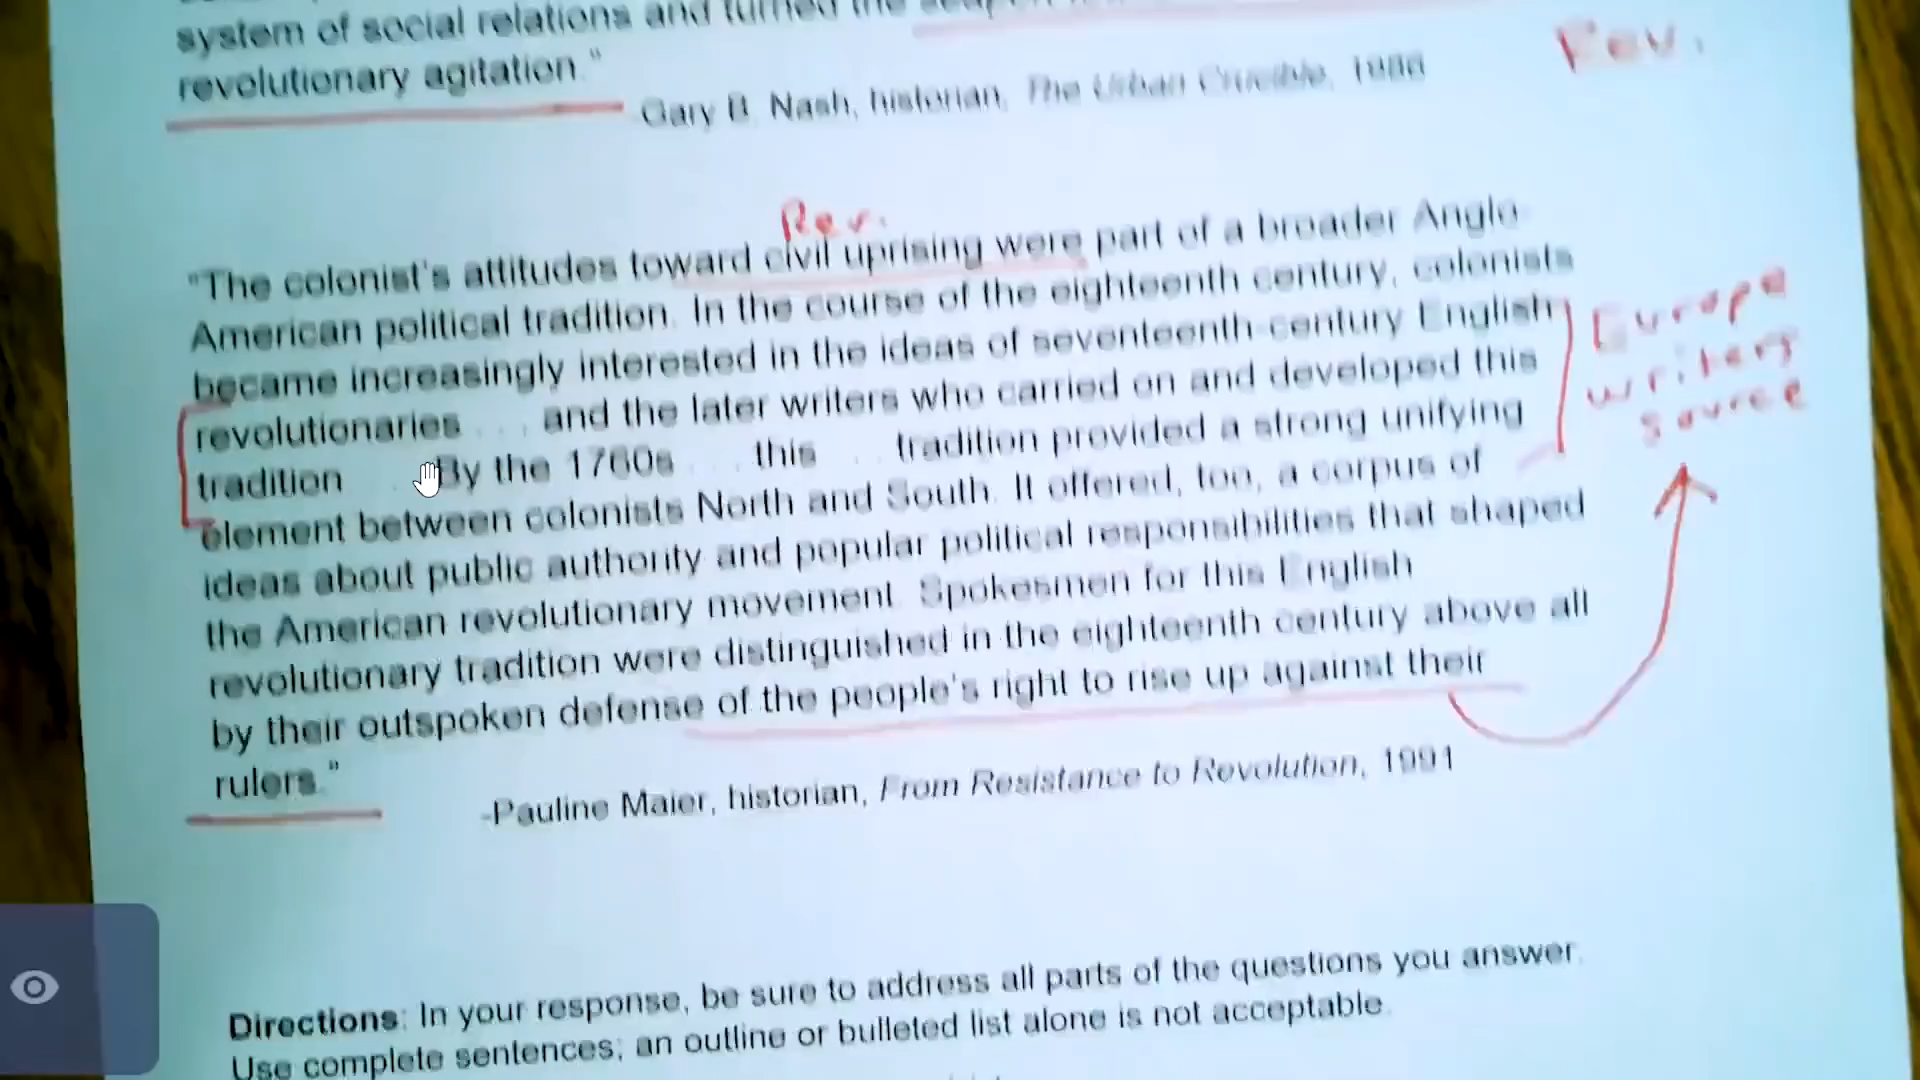 system of social relations and turned the
revolutionary agitation."
Gary B. Nash, historian, The Urban Crucible, 1986
Rev.
Rev.
"The colonist's attitudes toward civil uprising were part of a broader Anglo-
American political tradition. In the course of the eighteenth century, colonists
became increasingly interested in the ideas of seventeenth-century English
revolutionaries . . . and the later writers who carried on and developed this
tradition . . . By the 1760s . . . this . . . tradition provided a strong unifying
element between colonists North and South. It offered, too, a corpus of
ideas about public authority and popular political responsibilities that shaped
the American revolutionary movement. Spokesmen for this English
revolutionary tradition were distinguished in the eighteenth century above all
by their outspoken defense of the people's right to rise up against their
rulers."
-Pauline Maier, historian, From Resistance to Revolution, 1991
Europe
writers
source
Directions: In your response, be sure to address all parts of the questions you answer.
Use complete sentences; an outline or bulleted list alone is not acceptable.